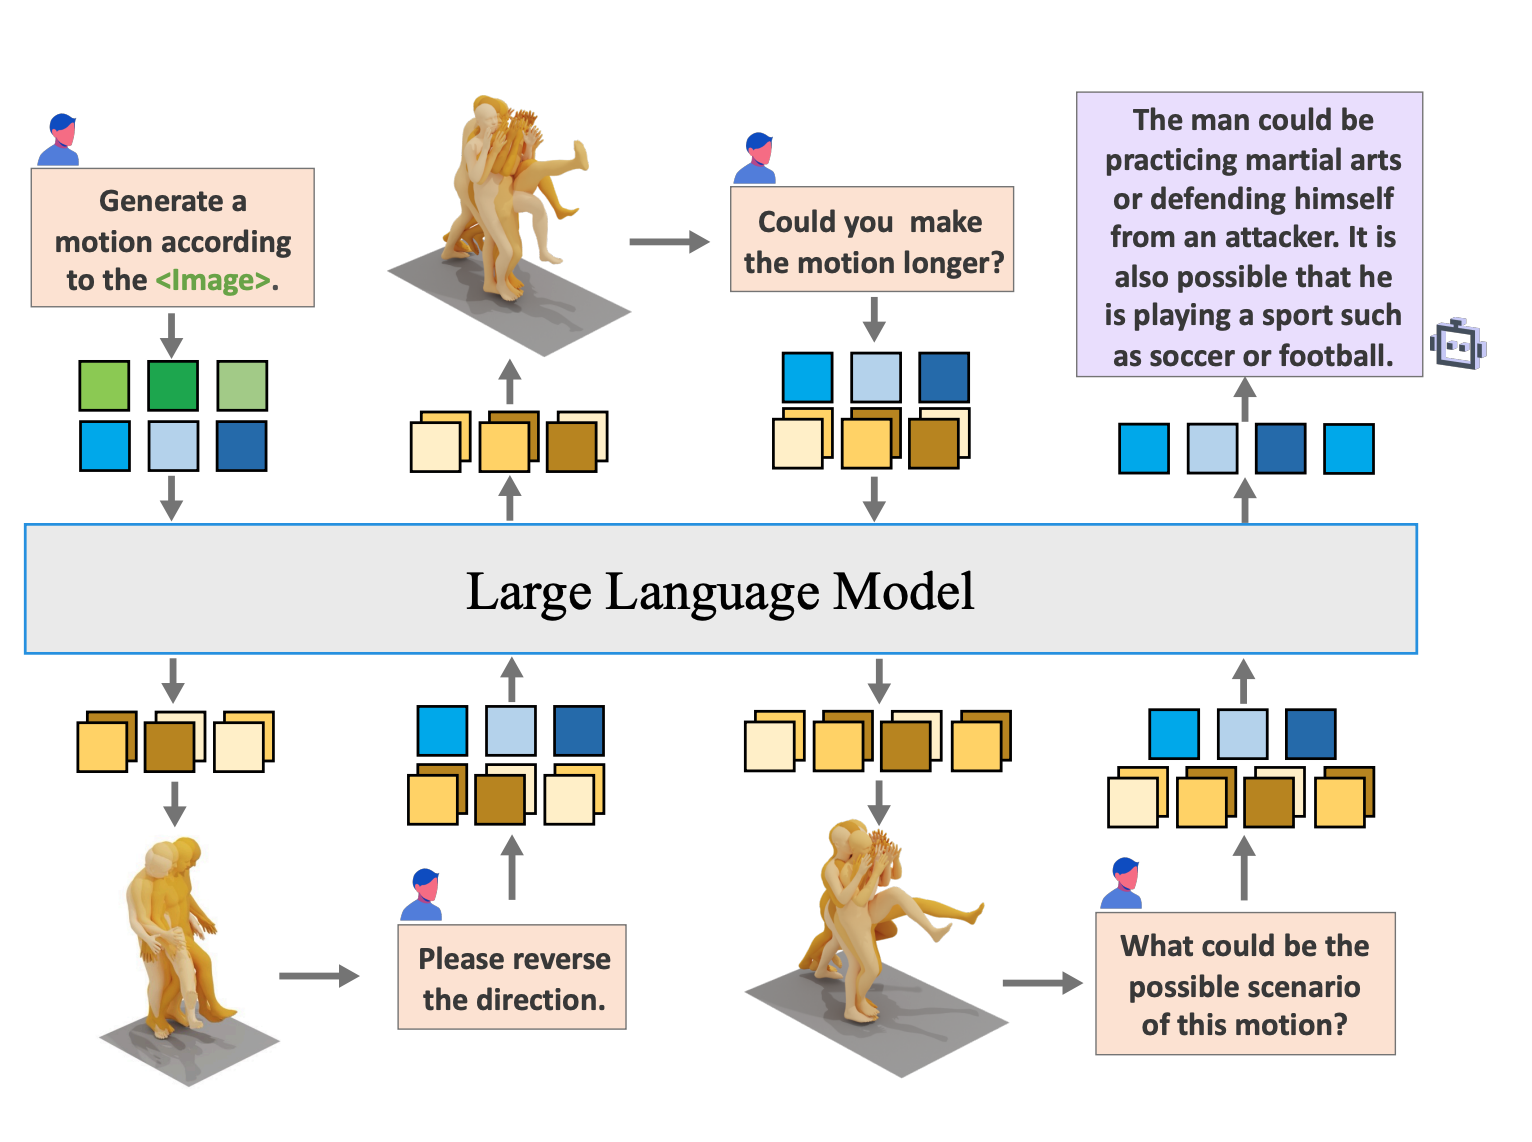 Generate a
motion according
to the <Image>.
Could you make
the motion longer?
The man could be
practicing martial arts
or defending himself
from an attacker. It is
also possible that he
is playing a sport such
as soccer or football.
Large Language Model
Please reverse
the direction.
What could be the
possible scenario
of this motion?